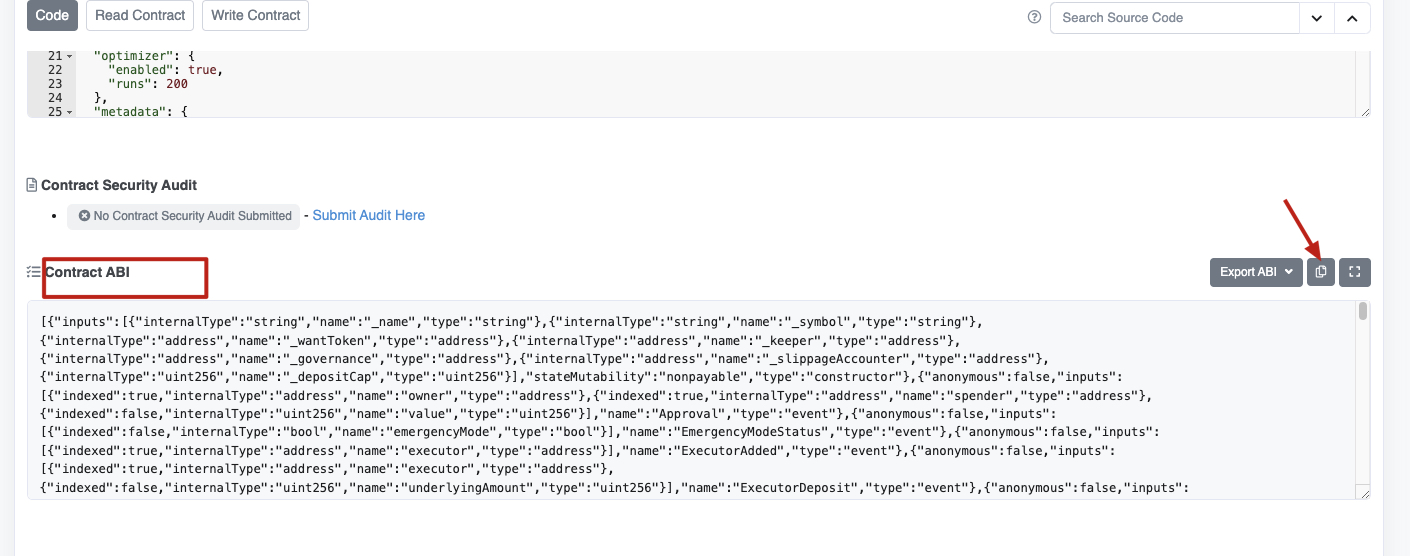 Code Read Contract Write Contract Search Source Code
21 "optimizer": {
22 "enabled": true,
23 "runs": 200
24 },
25 "metadata": {
Contract Security Audit
No Contract Security Audit Submitted - Submit Audit Here
Contract ABI Export ABI
[{"inputs":[{"internalType":"string","name":"_name","type":"string"},{"internalType":"string","name":"_symbol","type":"string"},
{"internalType":"address","name":"_wantToken","type":"address"},{"internalType":"address","name":"_keeper","type":"address"},
{"internalType":"address","name":"_governance","type":"address"},{"internalType":"address","name":"_slippageAccounter","type":"address"},
{"internalType":"uint256","name":"_depositCap","type":"uint256"}],"stateMutability":"nonpayable","type":"constructor"},{"anonymous":false,"inputs":
[{"indexed":true,"internalType":"address","name":"owner","type":"address"},{"indexed":true,"internalType":"address","name":"spender","type":"address"},
{"indexed":false,"internalType":"uint256","name":"value","type":"uint256"}],"name":"Approval","type":"event"},{"anonymous":false,"inputs":
[{"indexed":false,"internalType":"bool","name":"emergencyMode","type":"bool"}],"name":"EmergencyModeStatus","type":"event"},{"anonymous":false,"inputs":
[{"indexed":true,"internalType":"address","name":"executor","type":"address"}],"name":"ExecutorAdded","type":"event"},{"anonymous":false,"inputs":
[{"indexed":true,"internalType":"address","name":"executor","type":"address"},
{"indexed":false,"internalType":"uint256","name":"underlyingAmount","type":"uint256"}],"name":"ExecutorDeposit","type":"event"},{"anonymous":false,"inputs":